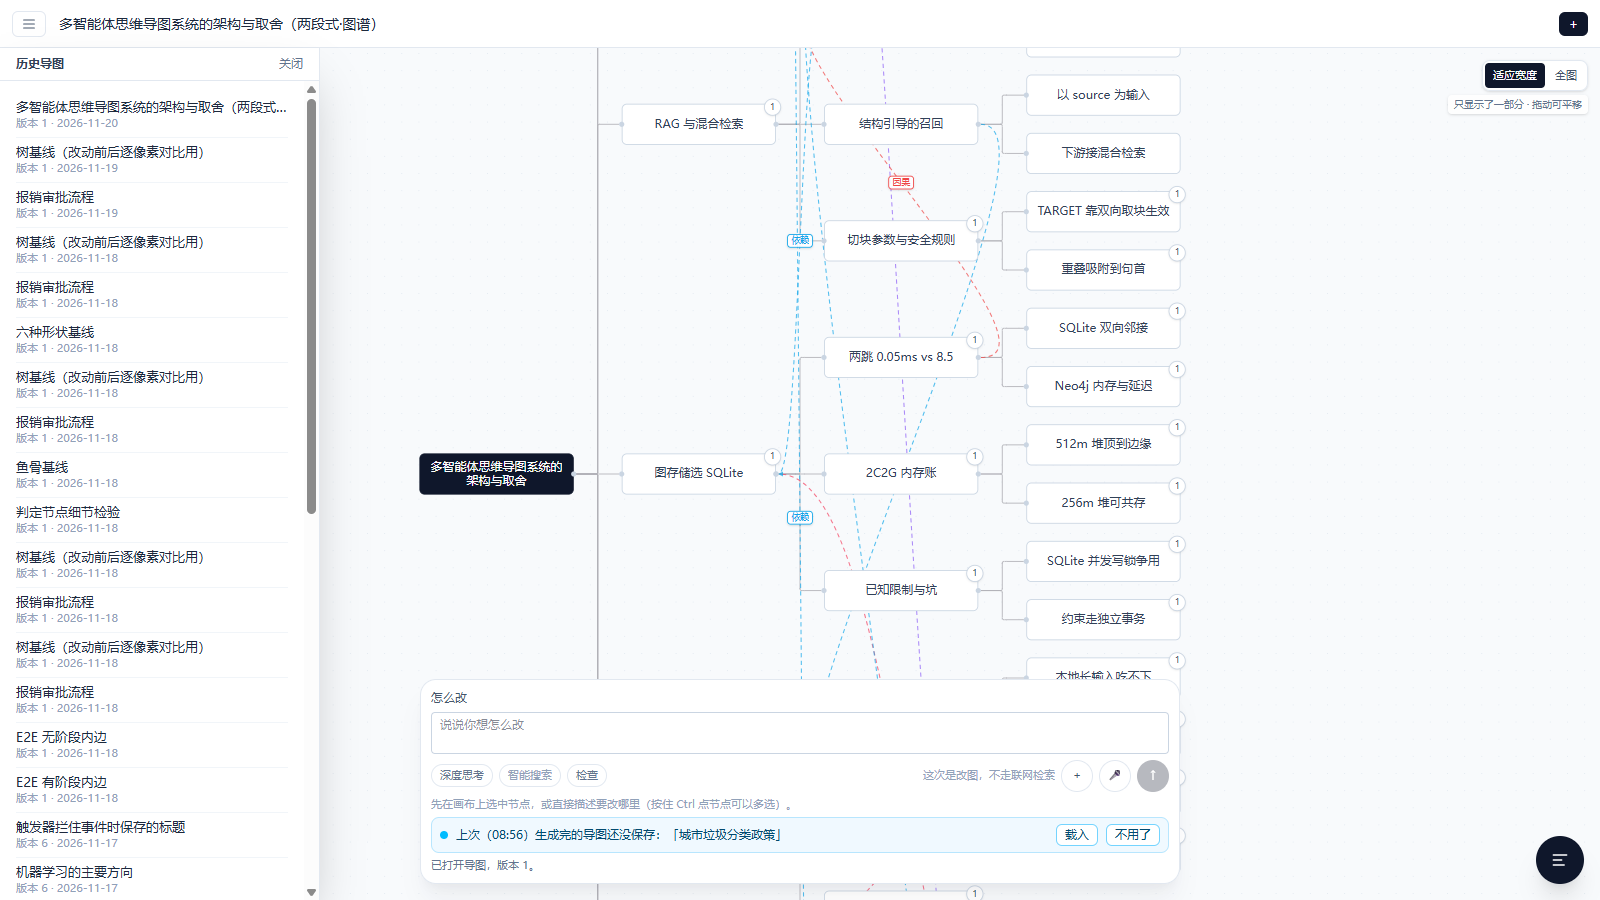 多智能体思维导图系统的架构与取舍（两段式·图谱）
+
历史导图
关闭
多智能体思维导图系统的架构与取舍（两段式...
版本 1 · 2026-11-20
树基线（改动前后逐像素对比用）
版本 1 · 2026-11-19
报销审批流程
版本 1 · 2026-11-19
树基线（改动前后逐像素对比用）
版本 1 · 2026-11-18
报销审批流程
版本 1 · 2026-11-18
六种形状基线
版本 1 · 2026-11-18
树基线（改动前后逐像素对比用）
版本 1 · 2026-11-18
报销审批流程
版本 1 · 2026-11-18
鱼骨基线
版本 1 · 2026-11-18
判定节点细节检验
版本 1 · 2026-11-18
树基线（改动前后逐像素对比用）
版本 1 · 2026-11-18
报销审批流程
版本 1 · 2026-11-18
树基线（改动前后逐像素对比用）
版本 1 · 2026-11-18
报销审批流程
版本 1 · 2026-11-18
E2E 无阶段内边
版本 1 · 2026-11-18
E2E 有阶段内边
版本 1 · 2026-11-18
触发器拦住事件时保存的标题
版本 6 · 2026-11-17
机器学习的主要方向
版本 6 · 2026-11-17
适应宽度
全图
只显示了一部分 · 拖动可平移
多智能体思维导图系统的
架构与取舍
RAG 与混合检索
1
图存储选 SQLite
1
依赖
依赖
因果
结构引导的召回
切块参数与安全规则
1
两跳 0.05ms vs 8.5
1
2C2G 内存账
1
已知限制与坑
1
以 source 为输入
下游接混合检索
TARGET 靠双向取块生效
1
重叠吸附到句首
1
SQLite 双向邻接
1
Neo4j 内存与延迟
1
512m 堆顶到边缘
1
256m 堆可共存
1
SQLite 并发写锁争用
1
约束走独立事务
1
本地长输入吃不下
1
怎么改
说说你想怎么改
深度思考
智能搜索
检查
这次是改图，不走联网检索
+
↑
先在画布上选中节点，或直接描述要改哪里（按住 Ctrl 点节点可以多选）。
上次（08:56）生成完的导图还没保存：「城市垃圾分类政策」
载入
不用了
已打开导图，版本 1。
1